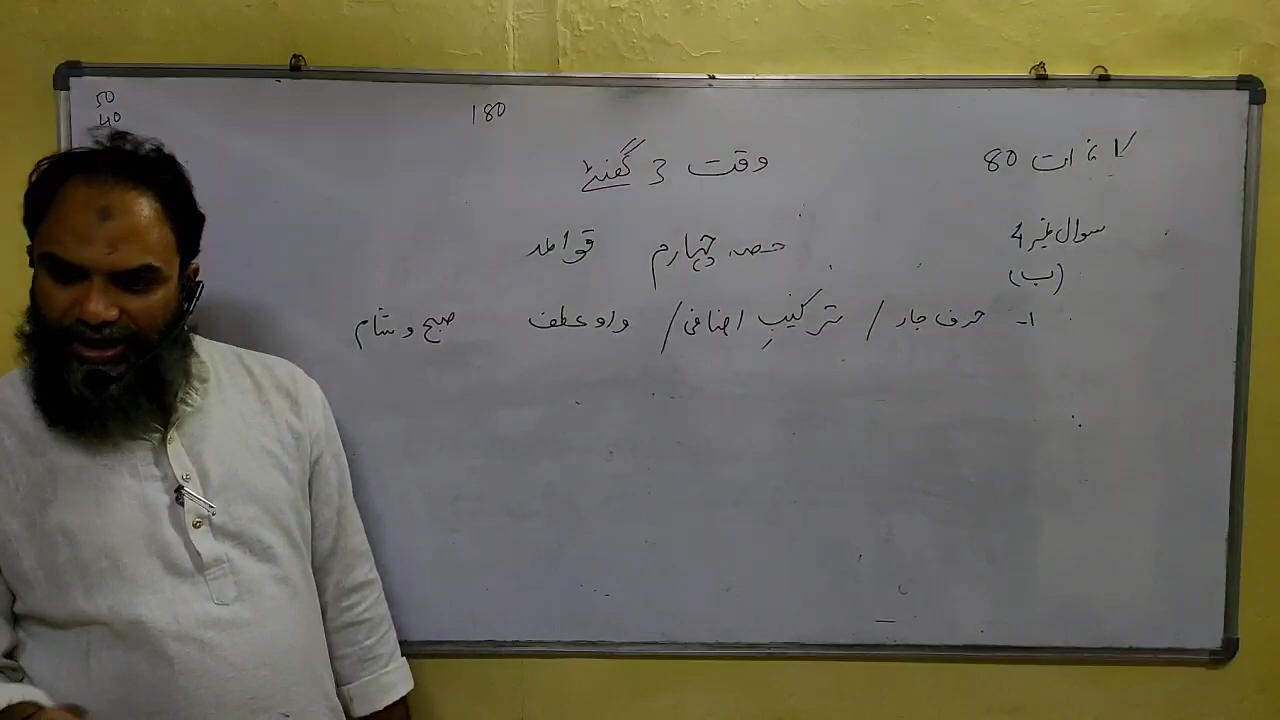 50
40
180
کل نشانات 80
وقت 3 گھنٹے
سوال نمبر 4
حصہ چہارم قواعد
(ب)
1- حرف جار / ترکیبِ اضافی / واو عطف صبح و شام